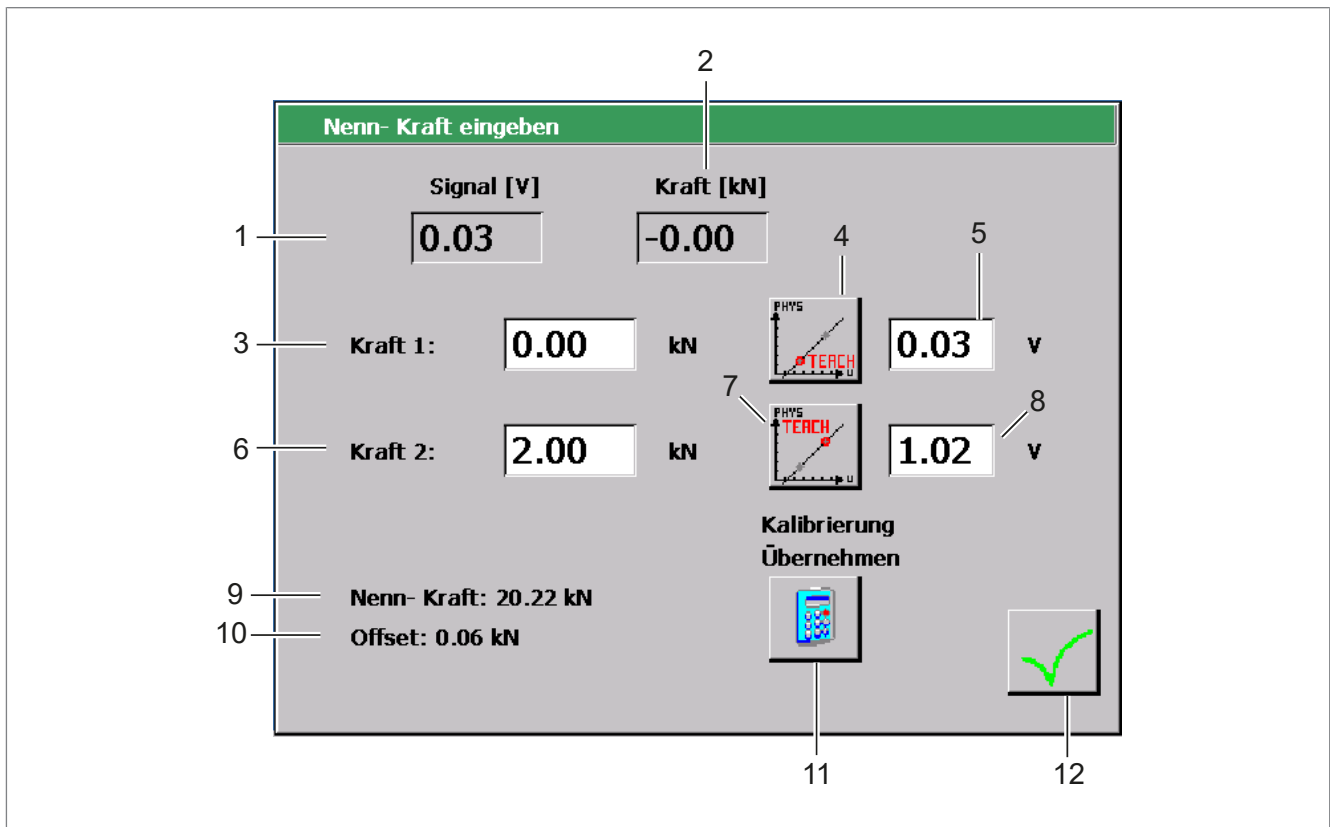 2
Nenn- Kraft eingeben
Signal [V] Kraft [kN]
1 0.03 -0.00 4 5
PHYS
3 Kraft 1: 0.00 kN TEACH 0.03 V
U
7 8
PHYS
TEACH
6 Kraft 2: 2.00 kN 1.02 V
U
Kalibrierung
Übernehmen
9 Nenn- Kraft: 20.22 kN
10 Offset: 0.06 kN
11 12